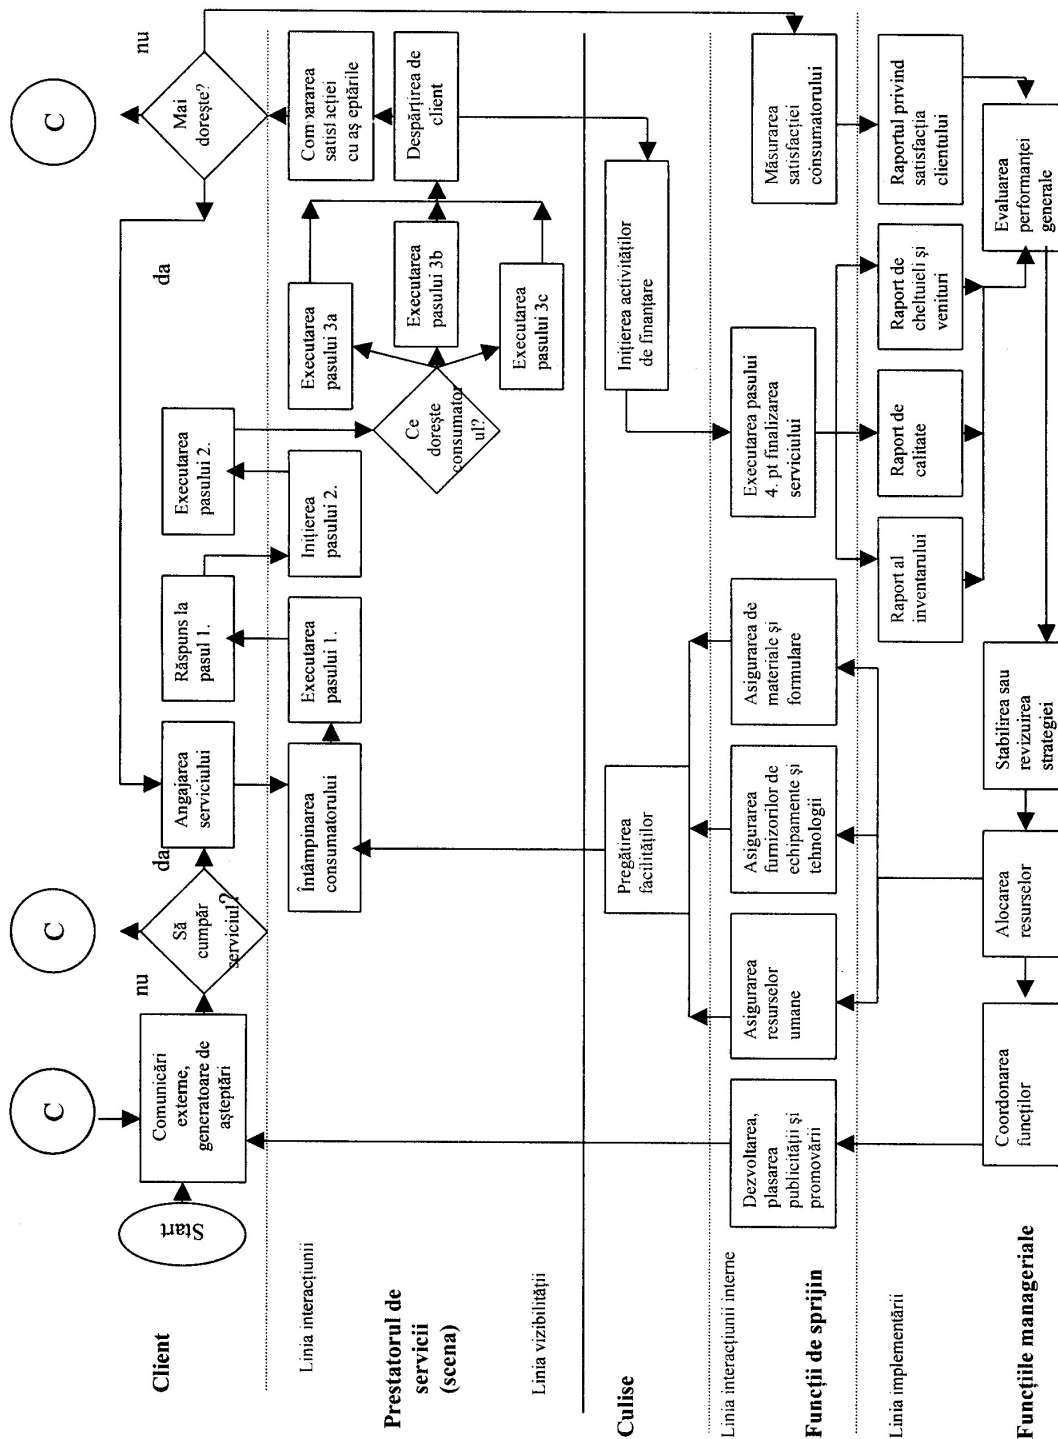 C
C
C
Start
Comunicări
externe,
generatoare de
așteptări
nu
Să
cumpăr
serviciul?
da
Angajarea
serviciului
Răspuns la
pasul 1.
Executarea
pasului 2.
da
Mai
dorește?
nu
Client
Linia interacțiunii
Întâmpinarea
consumatorului
Executarea
pasului 1.
Inițierea
pasului 2.
Ce
dorește
consumator
ul?
Executarea
pasului 3a
Executarea
pasului 3b
Executarea
pasului 3c
Compararea
satisfacției
cu aș eptările
Despărțirea de
client
Prestatorul de
servicii
(scena)
Linia vizibilității
Culise
Pregătirea
facilităților
Inițierea activităților
de finanțare
Linia interacțiunii interne
Funcții de sprijin
Dezvoltarea,
plasarea
publicității și
promovării
Asigurarea
resurselor
umane
Asigurarea
furnizorilor de
echipamente și
tehnologii
Asigurarea de
materiale și
formulare
Executarea pasului
4. pt finalizarea
serviciului
Măsurarea
satisfacției
consumatorului
Linia implementării
Raport al
inventarului
Raport de
calitate
Raport de
cheltuieli și
venituri
Raportul privind
satisfacția
clientului
Funcțiile manageriale
Coordonarea
funcțiilor
Alocarea
resurselor
Stabilirea sau
revizuirea
strategiei
Evaluarea
performanței
generale